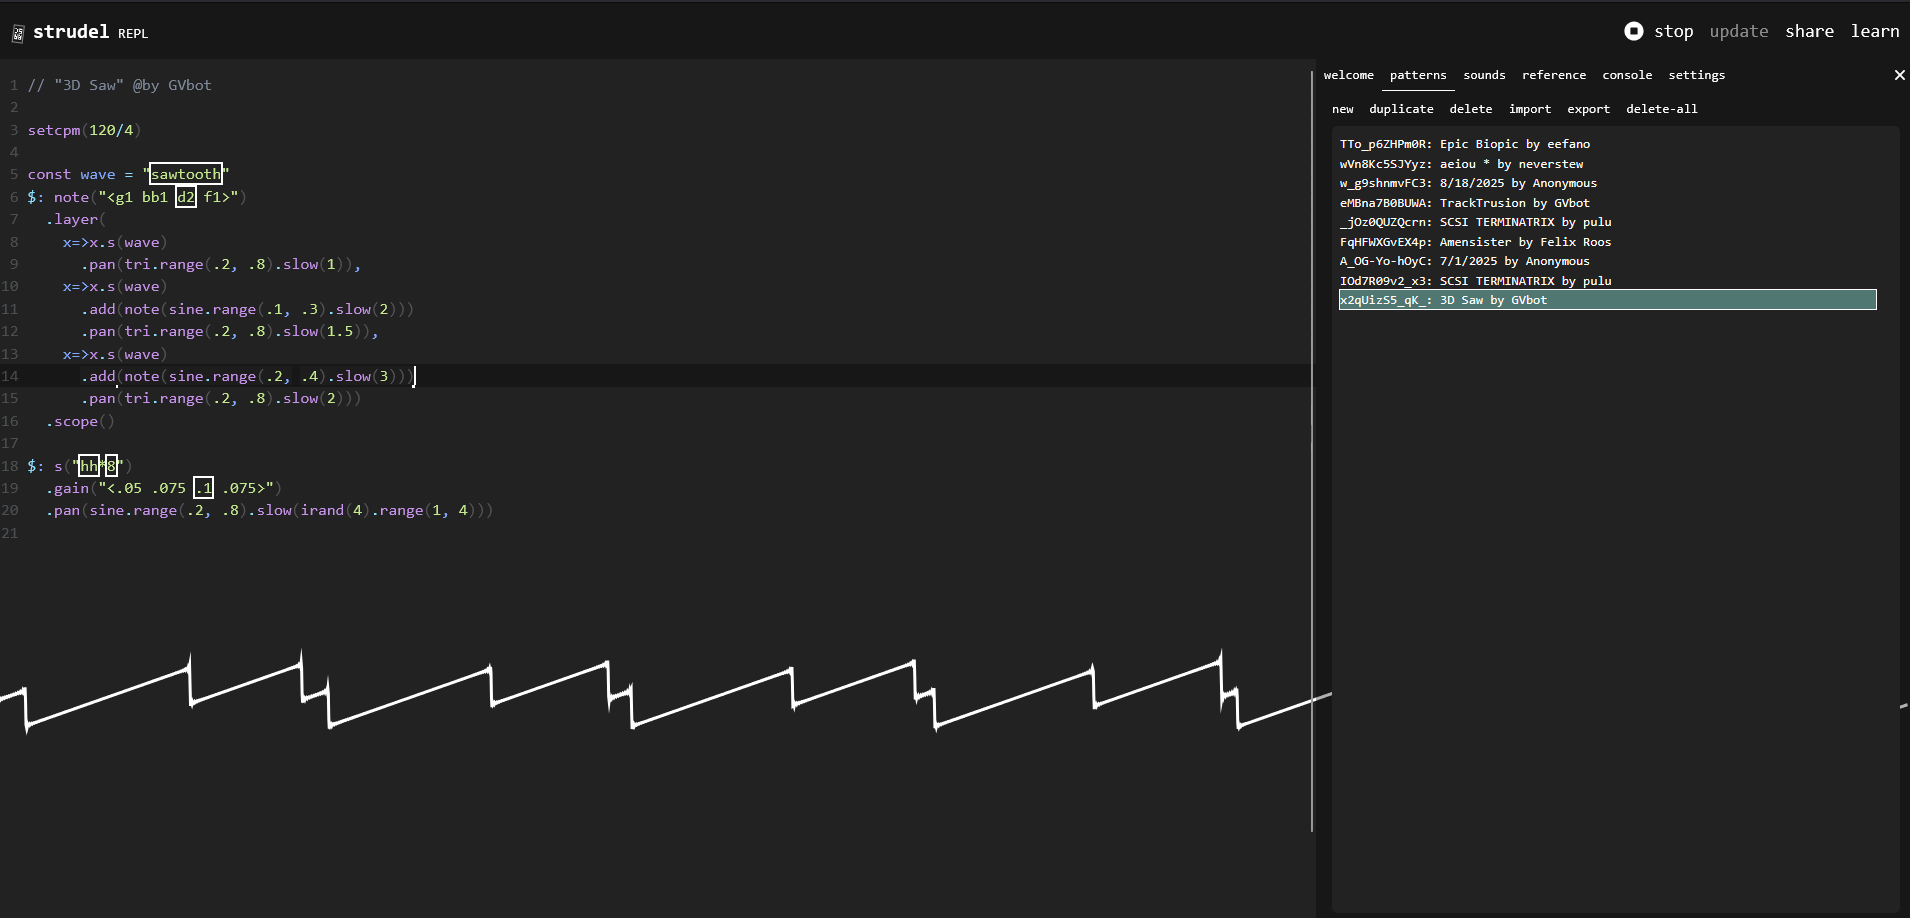 strudel REPL
stop update share learn
1 // "3D Saw" @by GVbot
2
3 setcpm(120/4)
4
5 const wave = "sawtooth"
6 $: note("<g1 bb1 d2 f1>")
7 .layer(
8 x=>x.s(wave)
9 .pan(tri.range(.2, .8).slow(1)),
10 x=>x.s(wave)
11 .add(note(sine.range(.1, .3).slow(2)))
12 .pan(tri.range(.2, .8).slow(1.5)),
13 x=>x.s(wave)
14 .add(note(sine.range(.2, .4).slow(3)))
15 .pan(tri.range(.2, .8).slow(2)))
16 .scope()
17
18 $: s("hh*8")
19 .gain("<.05 .075 .1 .075>")
20 .pan(sine.range(.2, .8).slow(irand(4).range(1, 4)))
21
welcome patterns sounds reference console settings
new duplicate delete import export delete-all
TTo_p6ZHPm0R: Epic Biopic by eefano
wVn8Kc5SJYyz: aeiou * by neverstew
w_g9shnmvFC3: 8/18/2025 by Anonymous
eMBna7B0BUWA: TrackTrusion by GVbot
_jOz0QUZQcrn: SCSI TERMINATRIX by pulu
FqHFWXGvEX4p: Amensister by Felix Roos
A_OG-Yo-hOyC: 7/1/2025 by Anonymous
IOd7R09v2_x3: SCSI TERMINATRIX by pulu
x2qUizS5_qK_: 3D Saw by GVbot